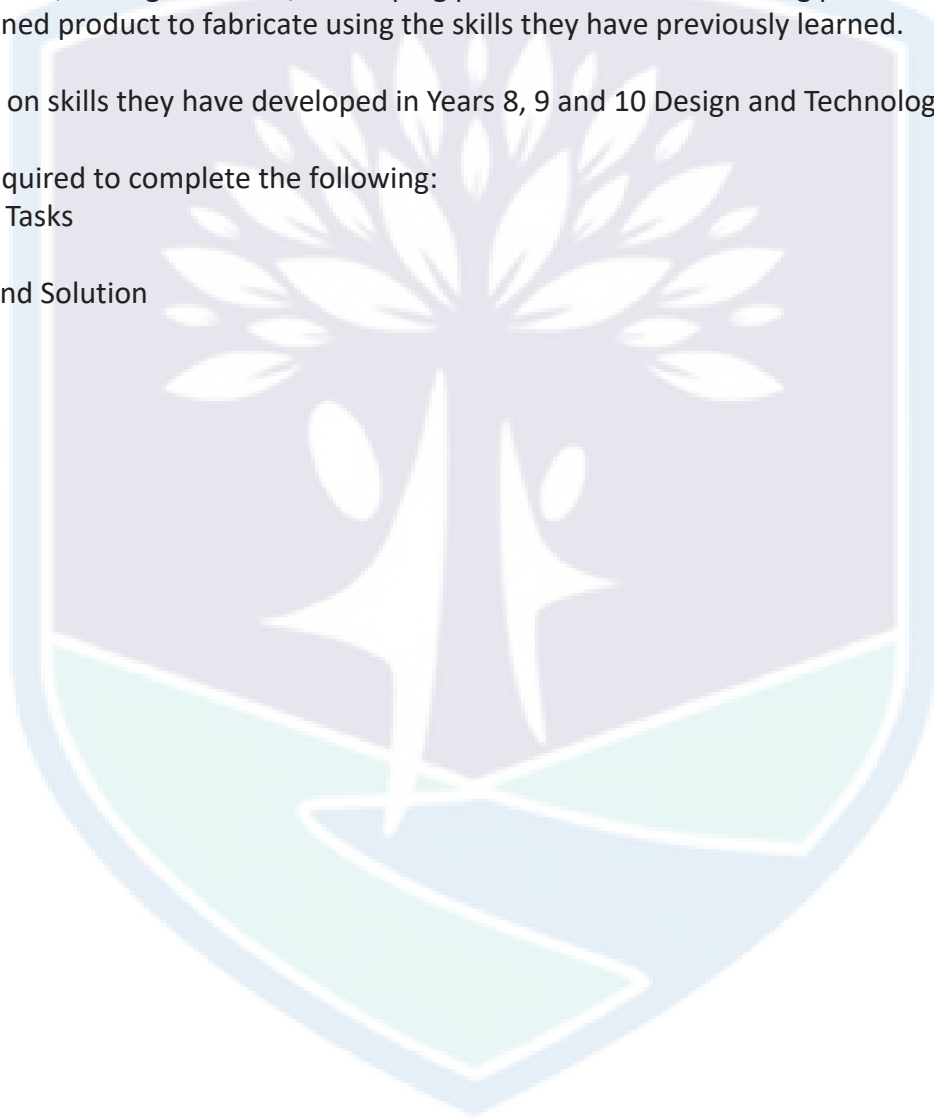 ned product to fabricate using the skills they have previously learned.
on skills they have developed in Years 8, 9 and 10 Design and Technolog
quired to complete the following:
Tasks
nd Solution